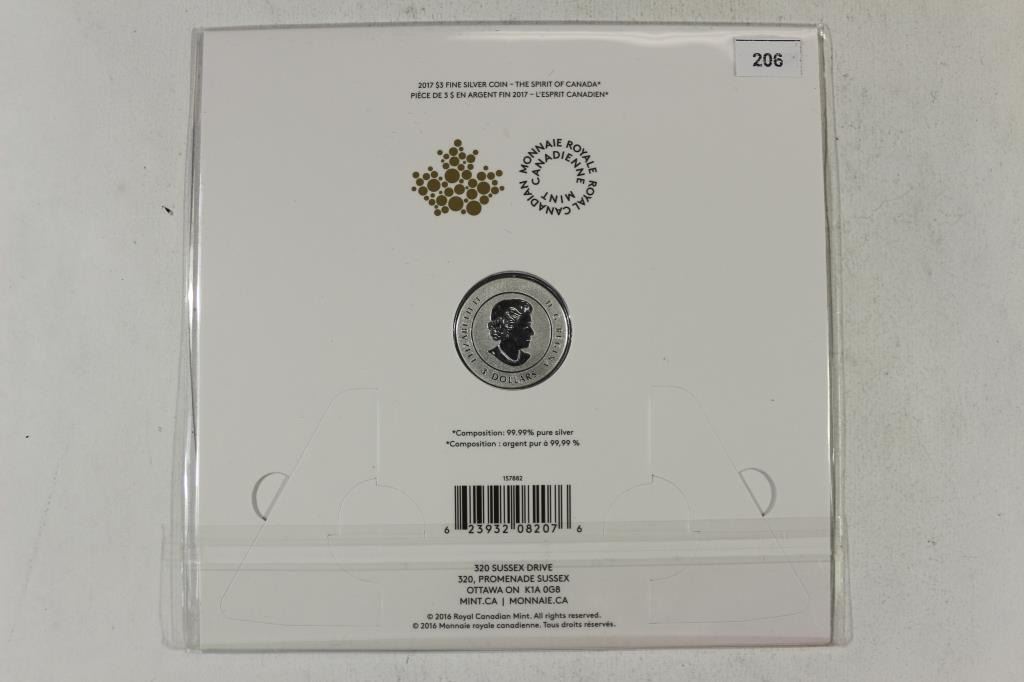 206
2017 $3 FINE SILVER COIN – THE SPIRIT OF CANADA*
PIÈCE DE 3 $ EN ARGENT FIN 2017 – L'ESPRIT CANADIEN*
MONNAIE ROYALE CANADIENNE
ROYAL CANADIAN MINT
ELIZABETH II
D. G. REGINA
3 DOLLARS
*Composition: 99.99% pure silver
*Composition : argent pur à 99,99 %
157882
6 23932 08207 6
320 SUSSEX DRIVE
320, PROMENADE SUSSEX
OTTAWA ON K1A 0G8
MINT.CA | MONNAIE.CA
© 2016 Royal Canadian Mint. All rights reserved.
© 2016 Monnaie royale canadienne. Tous droits réservés.